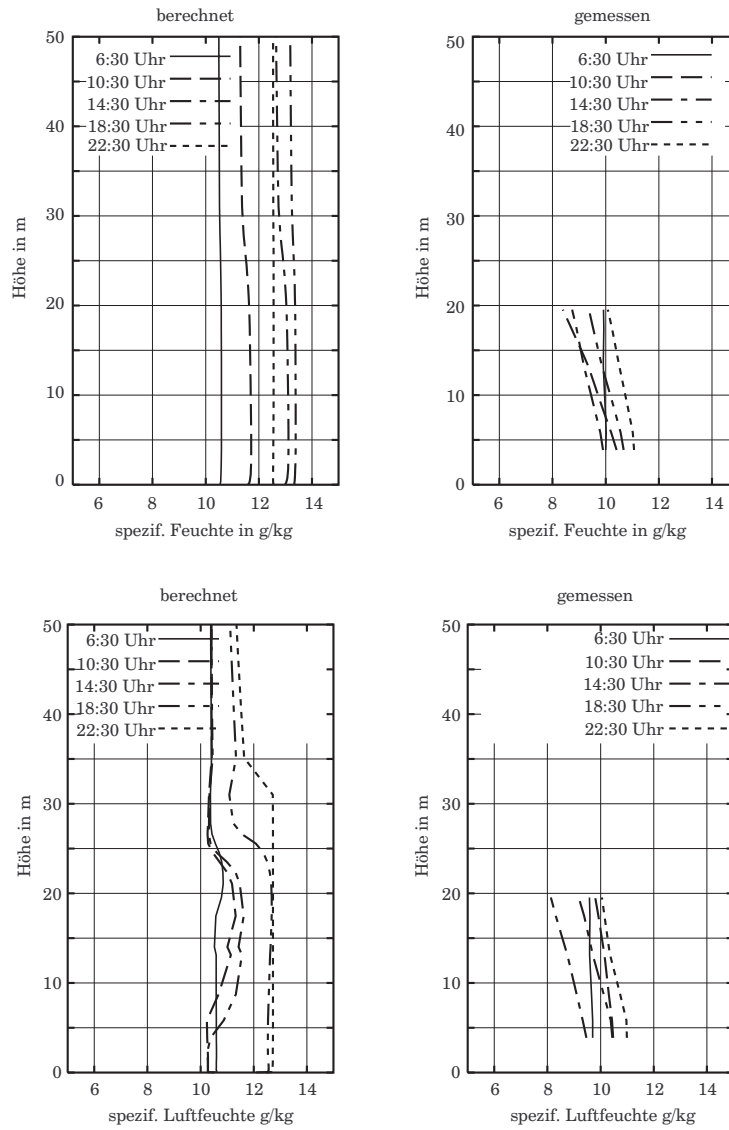 berechnet
50
6:30 Uhr
10:30 Uhr
14:30 Uhr
18:30 Uhr
22:30 Uhr
40
30
20
10
0
Höhe in m
6 8 10 12 14
spezif. Feuchte in g/kg
gemessen
50
6:30 Uhr
10:30 Uhr
14:30 Uhr
18:30 Uhr
22:30 Uhr
40
30
20
10
0
Höhe in m
6 8 10 12 14
spezif. Feuchte in g/kg
berechnet
50
6:30 Uhr
10:30 Uhr
14:30 Uhr
18:30 Uhr
22:30 Uhr
40
30
20
10
0
Höhe in m
6 8 10 12 14
spezif. Luftfeuchte g/kg
gemessen
50
6:30 Uhr
10:30 Uhr
14:30 Uhr
18:30 Uhr
22:30 Uhr
40
30
20
10
0
Höhe in m
6 8 10 12 14
spezif. Luftfeuchte g/kg